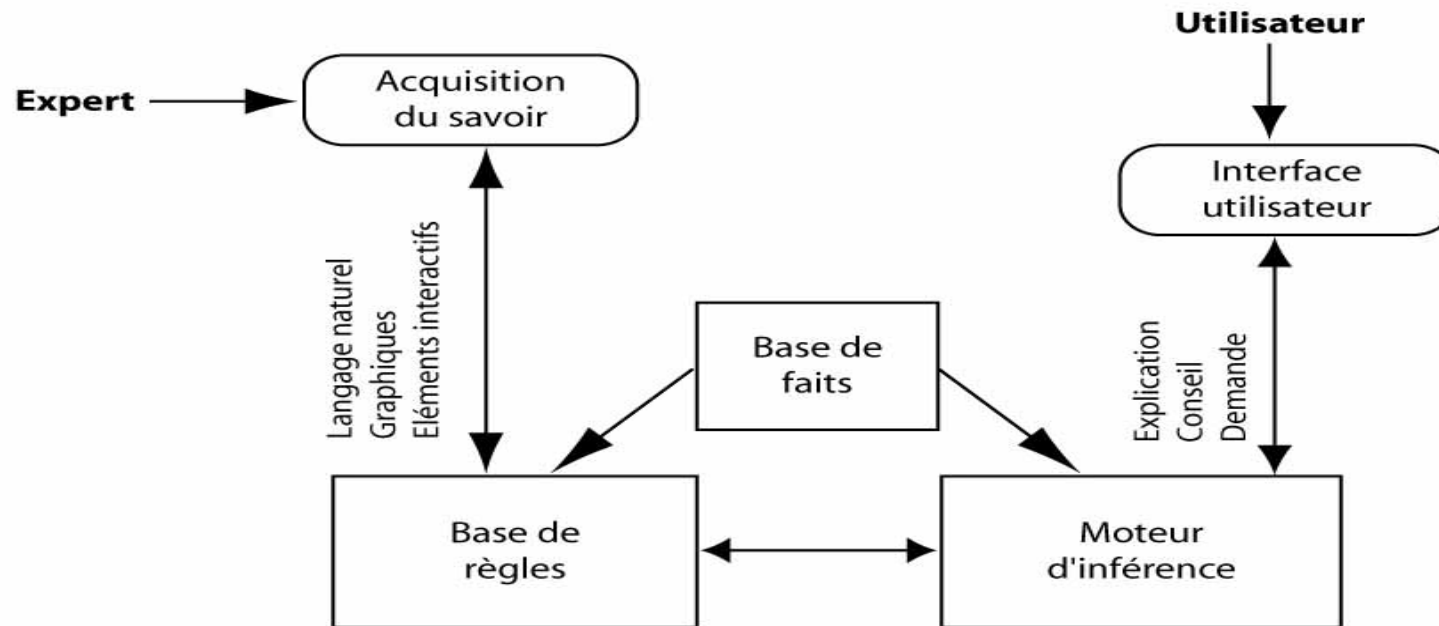 Utilisateur
Expert
Acquisition
du savoir
Interface
utilisateur
Langage naturel
Graphiques
Eléments interactifs
Base de
faits
Explication
Conseil
Demande
Base de
règles
Moteur
d'inférence